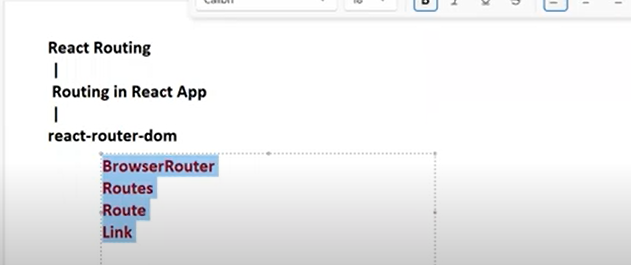 B
React Routing
|
Routing in React App
|
react-router-dom
BrowserRouter
Routes
Route
Link